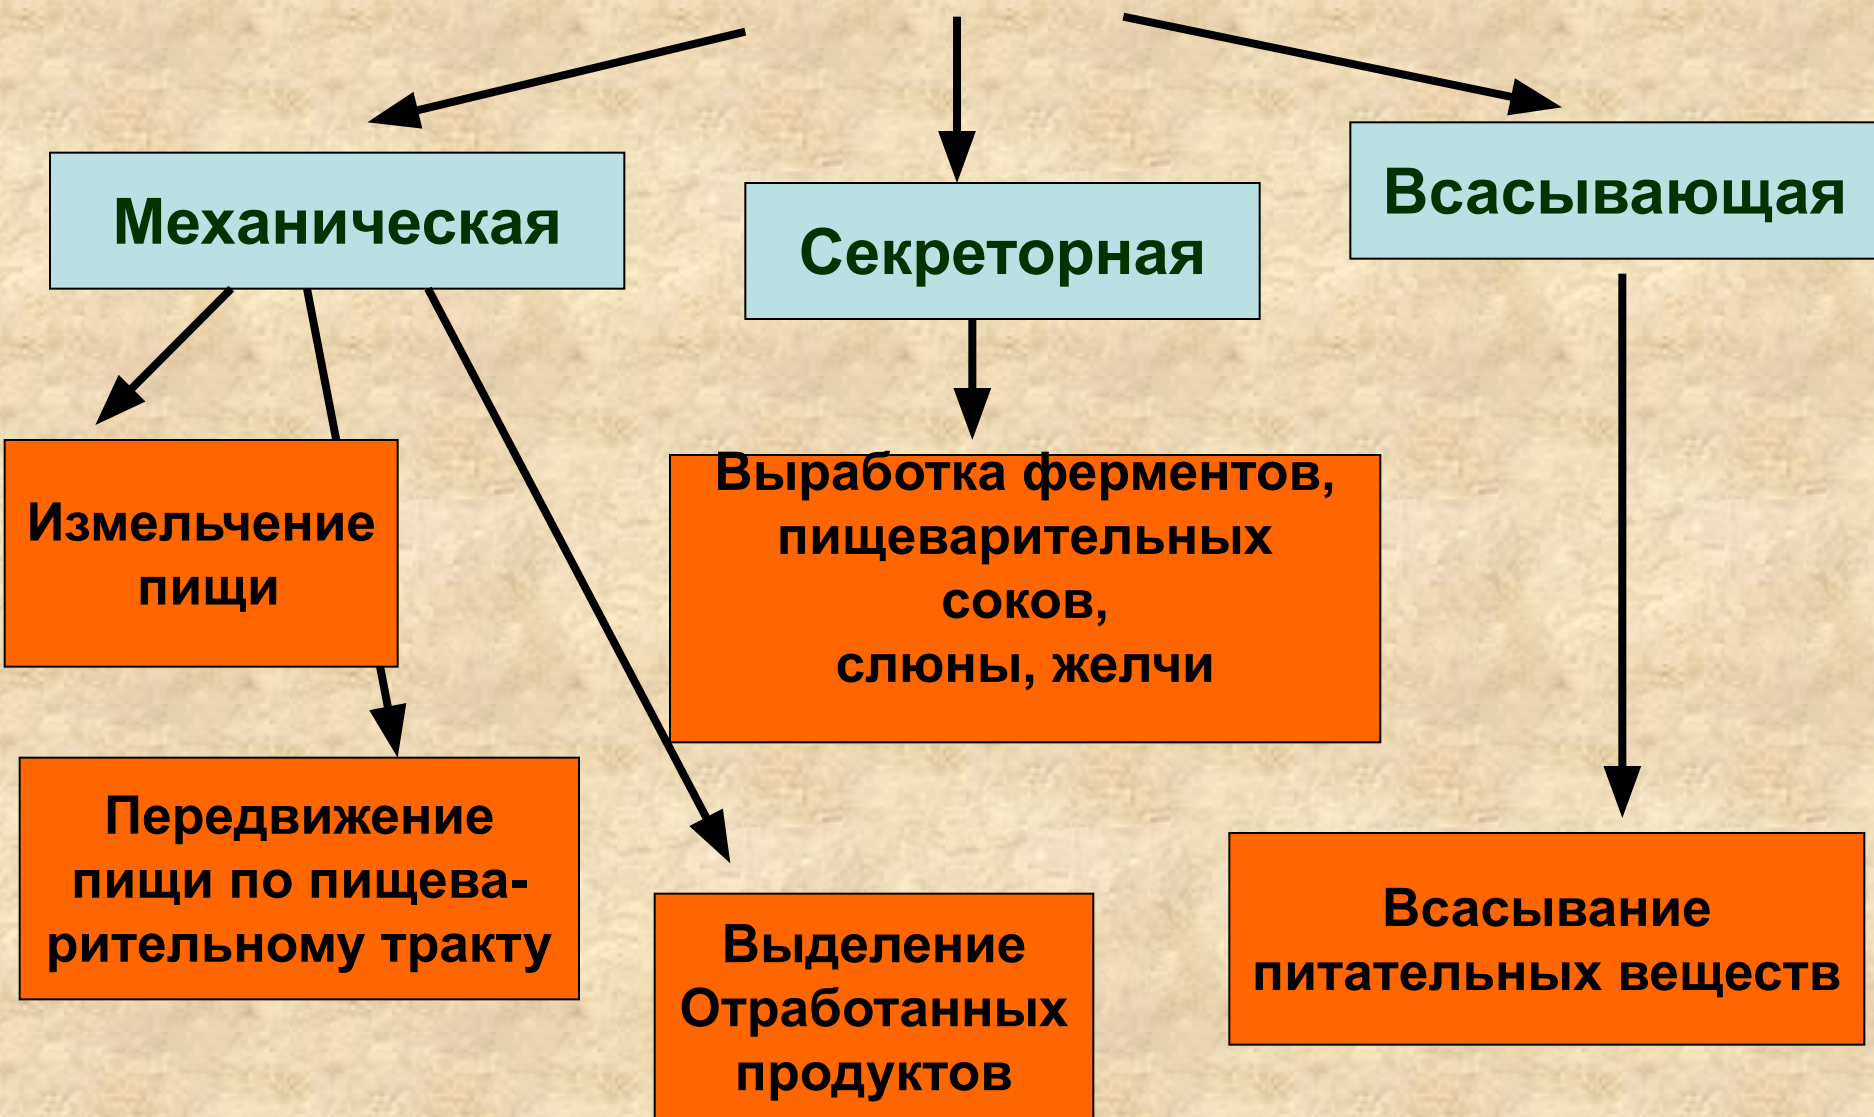 Механическая
Секреторная
Всасывающая
Измельчение
пищи
Выработка ферментов,
пищеварительных
соков,
слюны, желчи
Передвижение
пищи по пищева-
рительному тракту
Выделение
Отработанных
продуктов
Всасывание
питательных веществ